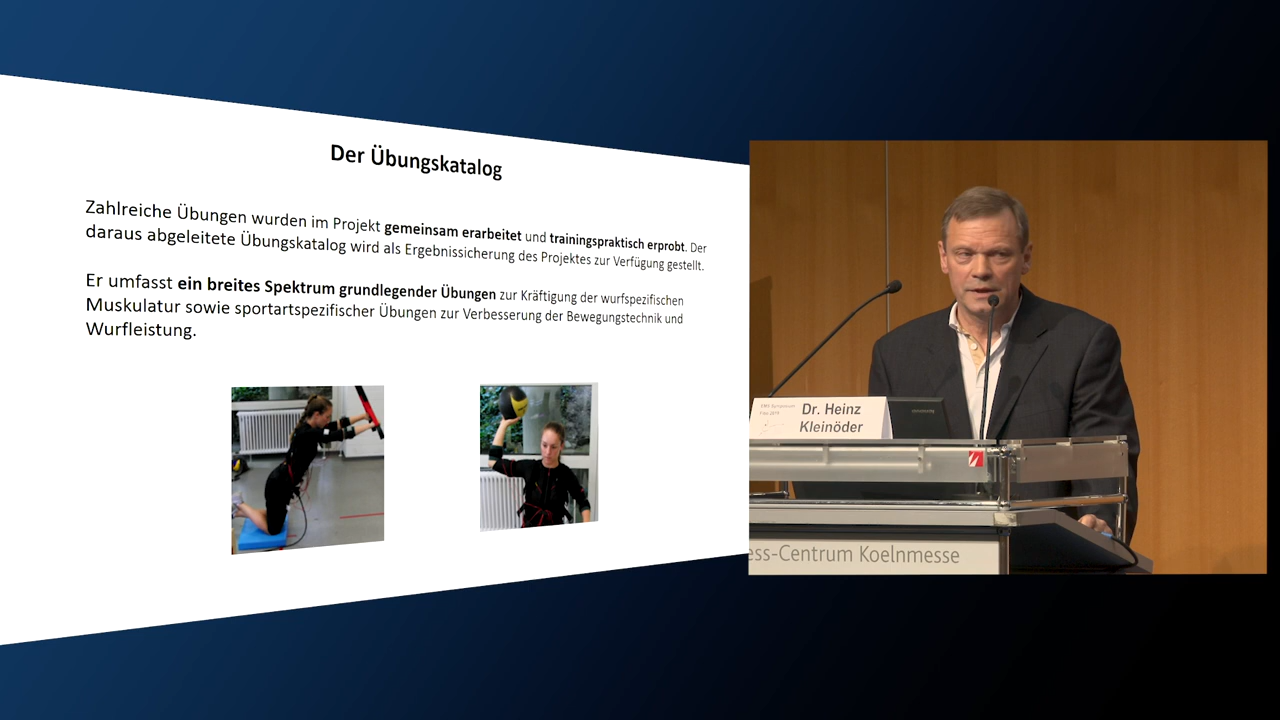 Der Übungskatalog
Zahlreiche Übungen wurden im Projekt gemeinsam erarbeitet und trainingspraktisch erprobt. Der
daraus abgeleitete Übungskatalog wird als Ergebnissicherung des Projektes zur Verfügung gestellt.
Er umfasst ein breites Spektrum grundlegender Übungen zur Kräftigung der wurfspezifischen
Muskulatur sowie sportartspezifischer Übungen zur Verbesserung der Bewegungstechnik und
Wurfleistung.
Dr. Heinz
Kleinöder
ess-Centrum Koelnmesse